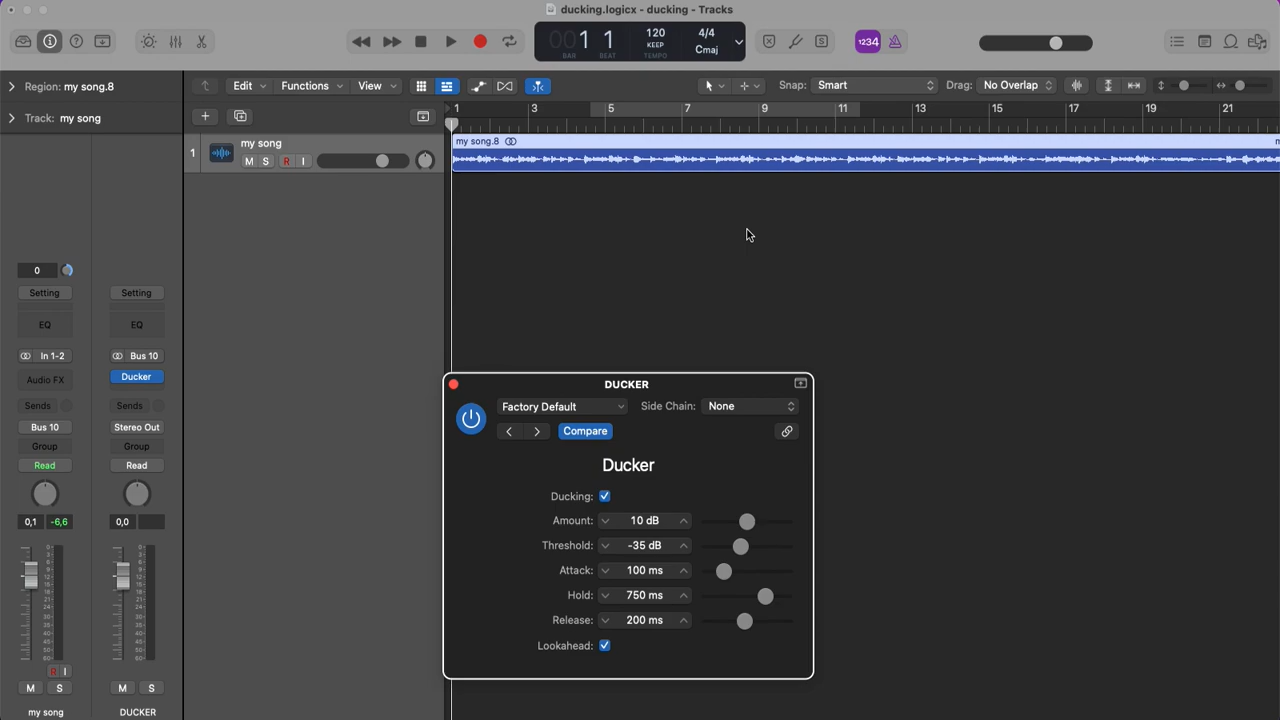 ducking.logicx - ducking - Tracks
001 1
BAR BEAT
120
KEEP
TEMPO
4/4
Cmaj
1234
Region: my song.8
Edit Functions View
Snap: Smart
Drag: No Overlap
Track: my song
1 3 5 7 9 11 13 15 17 19 21
1
my song
M S R I
my song.8
0
Setting Setting
EQ EQ
In 1-2 Bus 10
Audio FX Ducker
Sends Sends
Bus 10 Stereo Out
Group Group
Read Read
0,1 -6,6 0,0
R I
M S M S
my song DUCKER
DUCKER
Factory Default
Side Chain: None
Compare
Ducker
Ducking:
Amount: 10 dB
Threshold: -35 dB
Attack: 100 ms
Hold: 750 ms
Release: 200 ms
Lookahead: